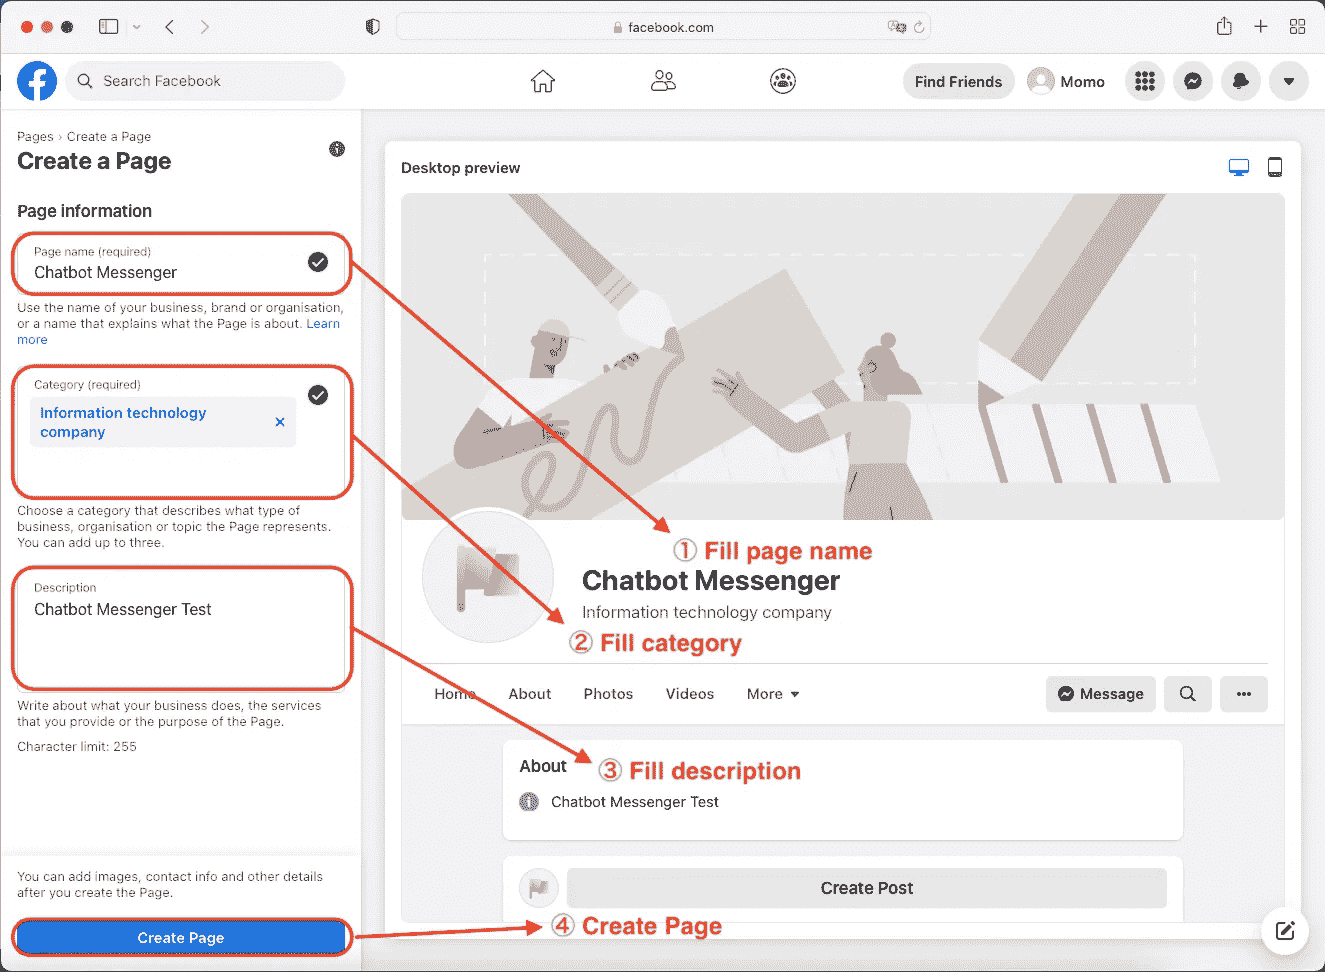 facebook.com
Search Facebook
Find Friends
Momo
Pages › Create a Page
Create a Page
Page information
Page name (required)
Chatbot Messenger
Use the name of your business, brand or organisation,
or a name that explains what the Page is about. Learn
more
Category (required)
Information technology
company
Choose a category that describes what type of
business, organisation or topic the Page represents.
You can add up to three.
Description
Chatbot Messenger Test
Write about what your business does, the services
that you provide or the purpose of the Page.
Character limit: 255
You can add images, contact info and other details
after you create the Page.
Create Page
Desktop preview
① Fill page name
Chatbot Messenger
Information technology company
② Fill category
Home About Photos Videos More
Message
About
③ Fill description
Chatbot Messenger Test
Create Post
④ Create Page